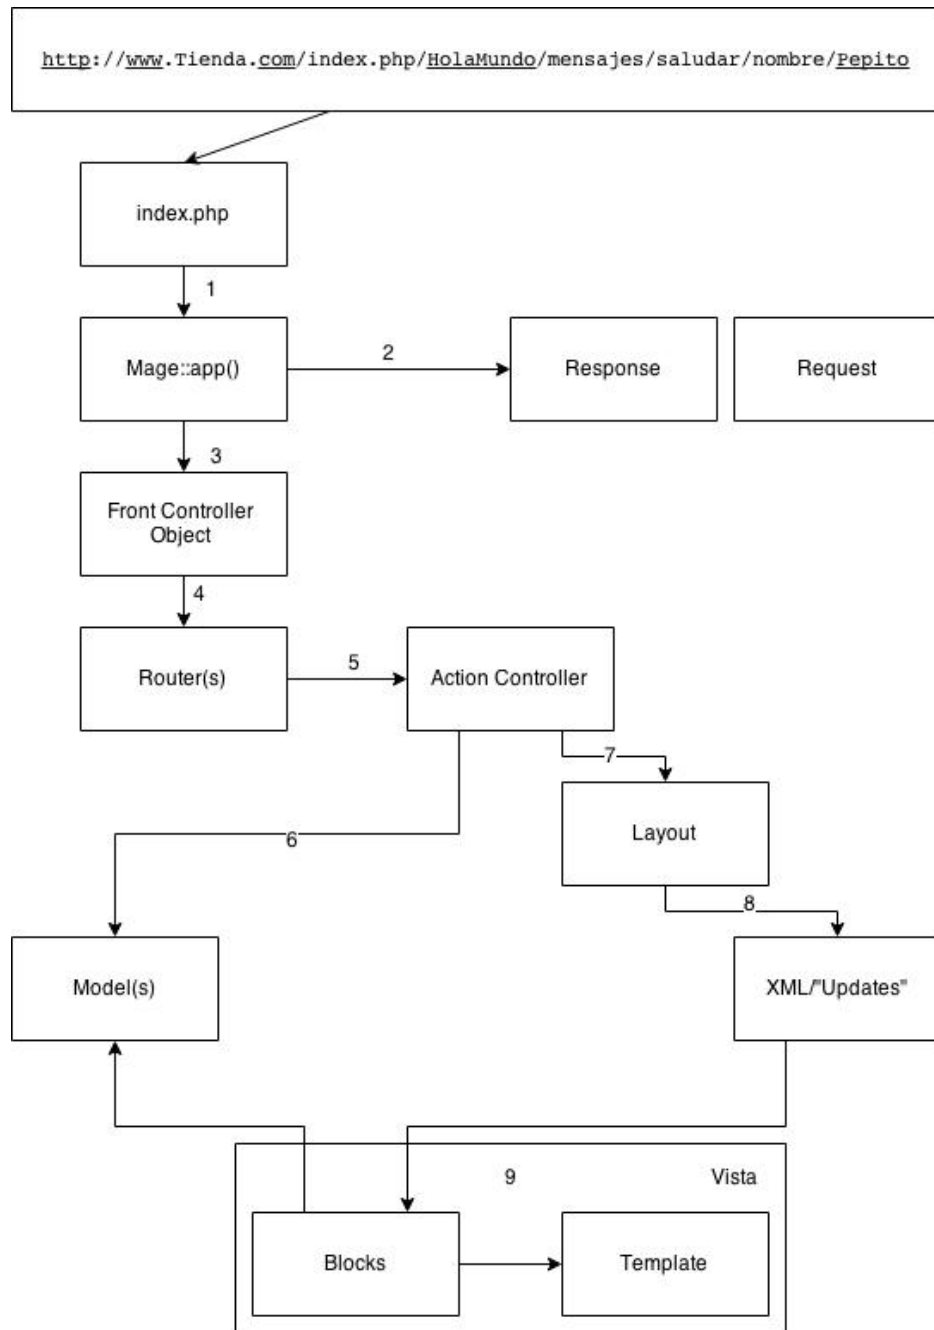 http://www.Tienda.com/index.php/HolaMundo/mensajes/saludar/nombre/Pepito
index.php
1
Mage::app()
2
Response
Request
3
Front Controller
Object
4
Router(s)
5
Action Controller
7
Layout
6
8
Model(s)
XML/"Updates"
9
Vista
Blocks
Template